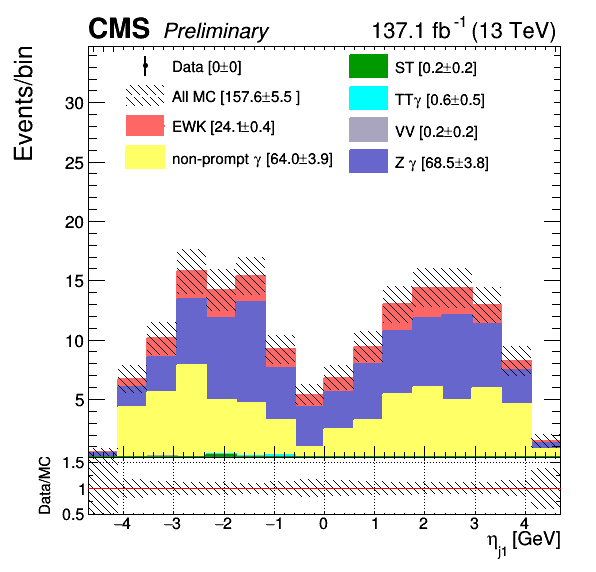 CMS Preliminary 137.1 fb⁻¹ (13 TeV)
Events/bin
Data [0±0]
All MC [157.6±5.5 ]
EWK [24.1±0.4]
non-prompt γ [64.0±3.9]
ST [0.2±0.2]
TTγ [0.6±0.5]
VV [0.2±0.2]
Z γ [68.5±3.8]
30
25
20
15
10
5
Data/MC
1.5
1
0.5
−4 −3 −2 −1 0 1 2 3 4
η_j1 [GeV]